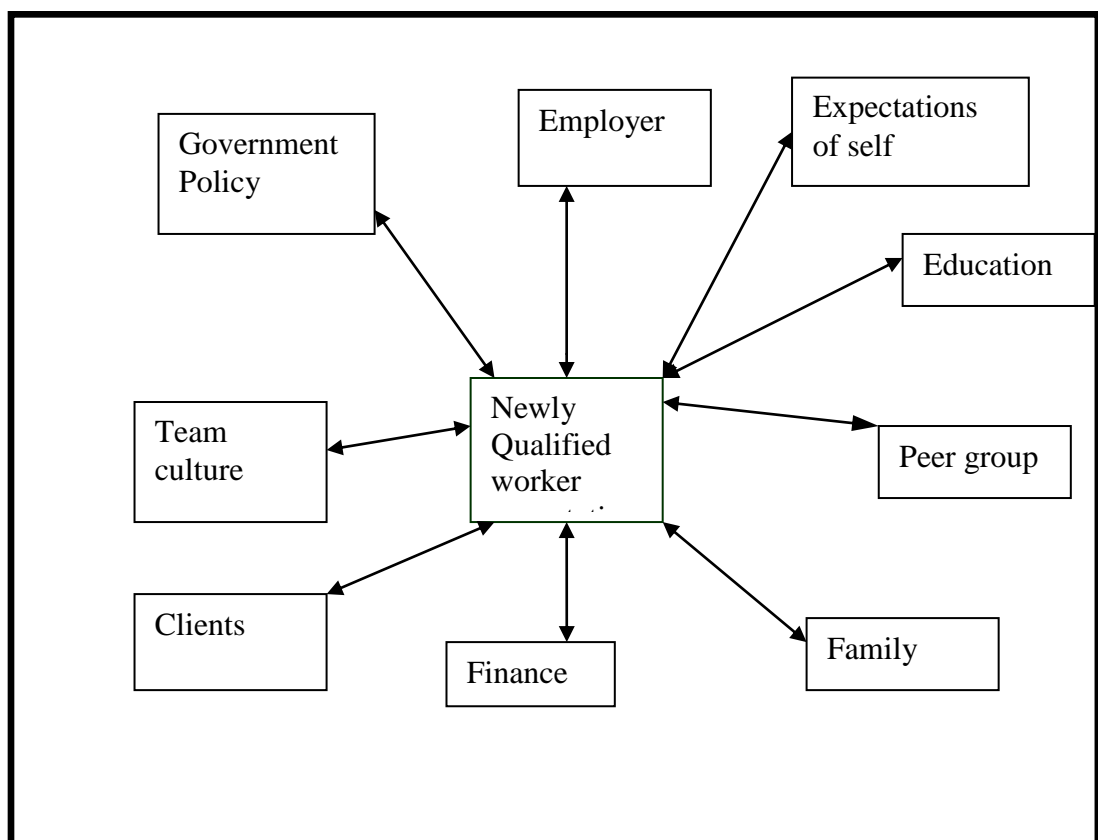 Employer
Expectations
of self
Government
Policy
Education
Newly
Qualified
worker
Team
culture
Peer group
Clients
Family
Finance